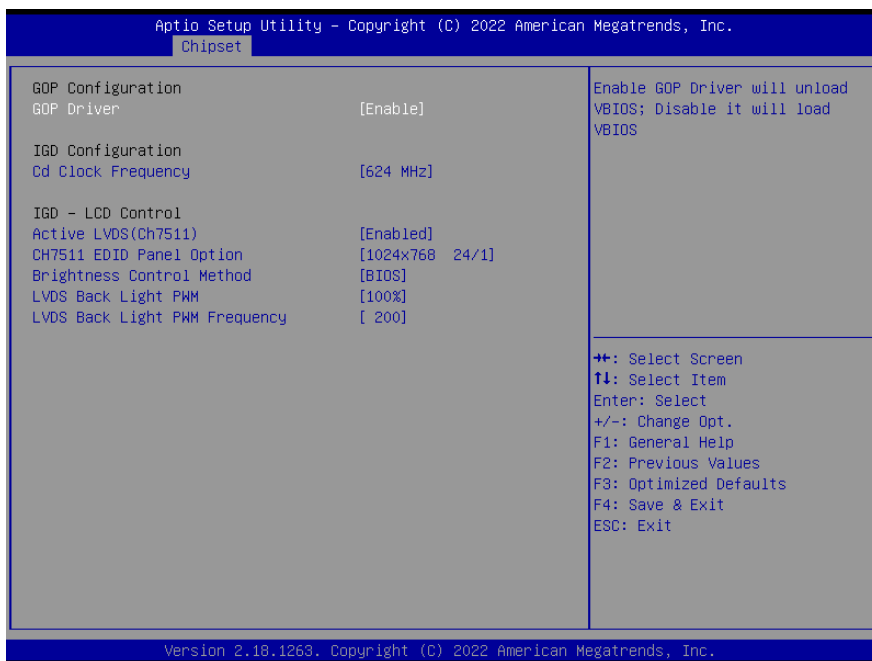 Aptio Setup Utility – Copyright (C) 2022 American Megatrends, Inc.
Chipset
GOP Configuration
GOP Driver [Enable]
IGD Configuration
Cd Clock Frequency [624 MHz]
IGD – LCD Control
Active LVDS(Ch7511) [Enabled]
CH7511 EDID Panel Option [1024x768 24/1]
Brightness Control Method [BIOS]
LVDS Back Light PWM [100%]
LVDS Back Light PWM Frequency [ 200]
Enable GOP Driver will unload
VBIOS; Disable it will load
VBIOS
→←: Select Screen
↑↓: Select Item
Enter: Select
+/-: Change Opt.
F1: General Help
F2: Previous Values
F3: Optimized Defaults
F4: Save & Exit
ESC: Exit
Version 2.18.1263. Copyright (C) 2022 American Megatrends, Inc.